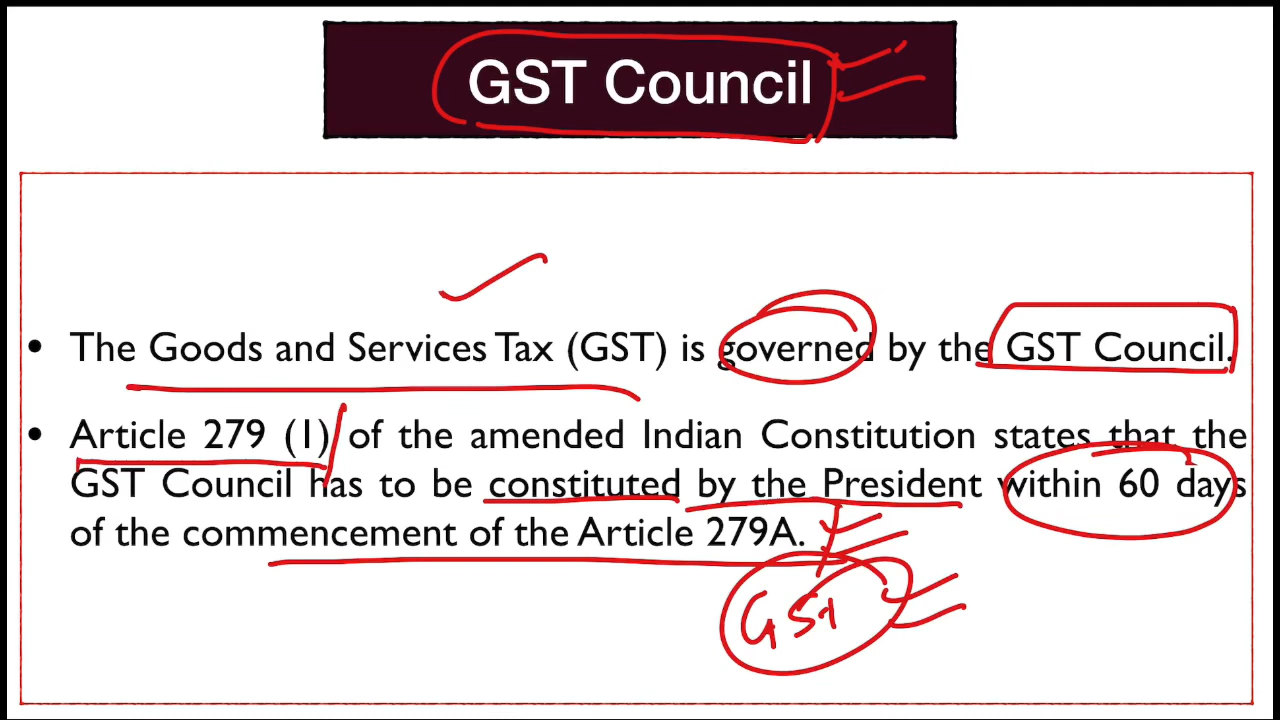 GST Council
• The Goods and Services Tax (GST) is governed by the GST Council.
• Article 279 (1) of the amended Indian Constitution states that the
GST Council has to be constituted by the President within 60 days
of the commencement of the Article 279A.
GST